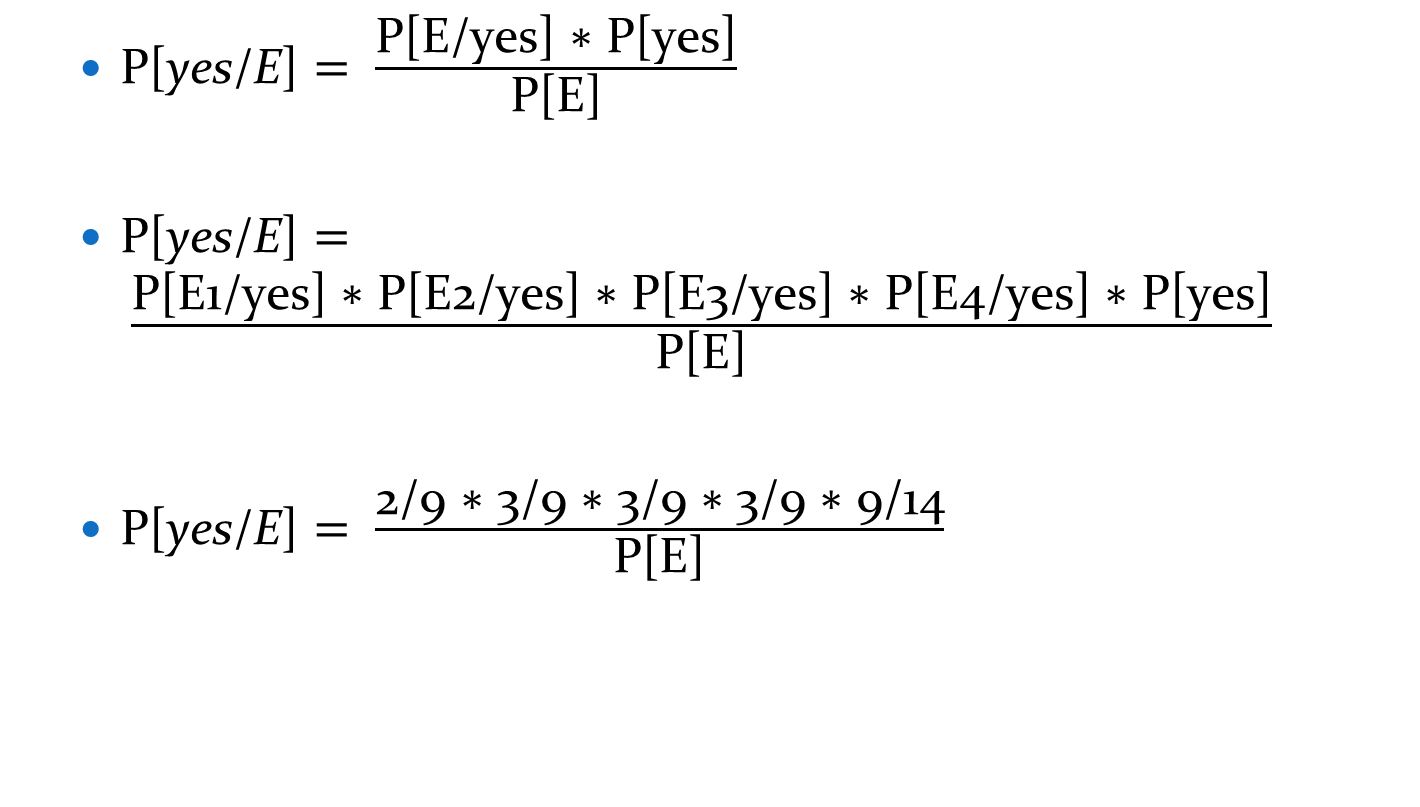 • P[yes/E] = P[E/yes] * P[yes]
P[E]
• P[yes/E] =
P[E1/yes] * P[E2/yes] * P[E3/yes] * P[E4/yes] * P[yes]
P[E]
• P[yes/E] = 2/9 * 3/9 * 3/9 * 3/9 * 9/14
P[E]